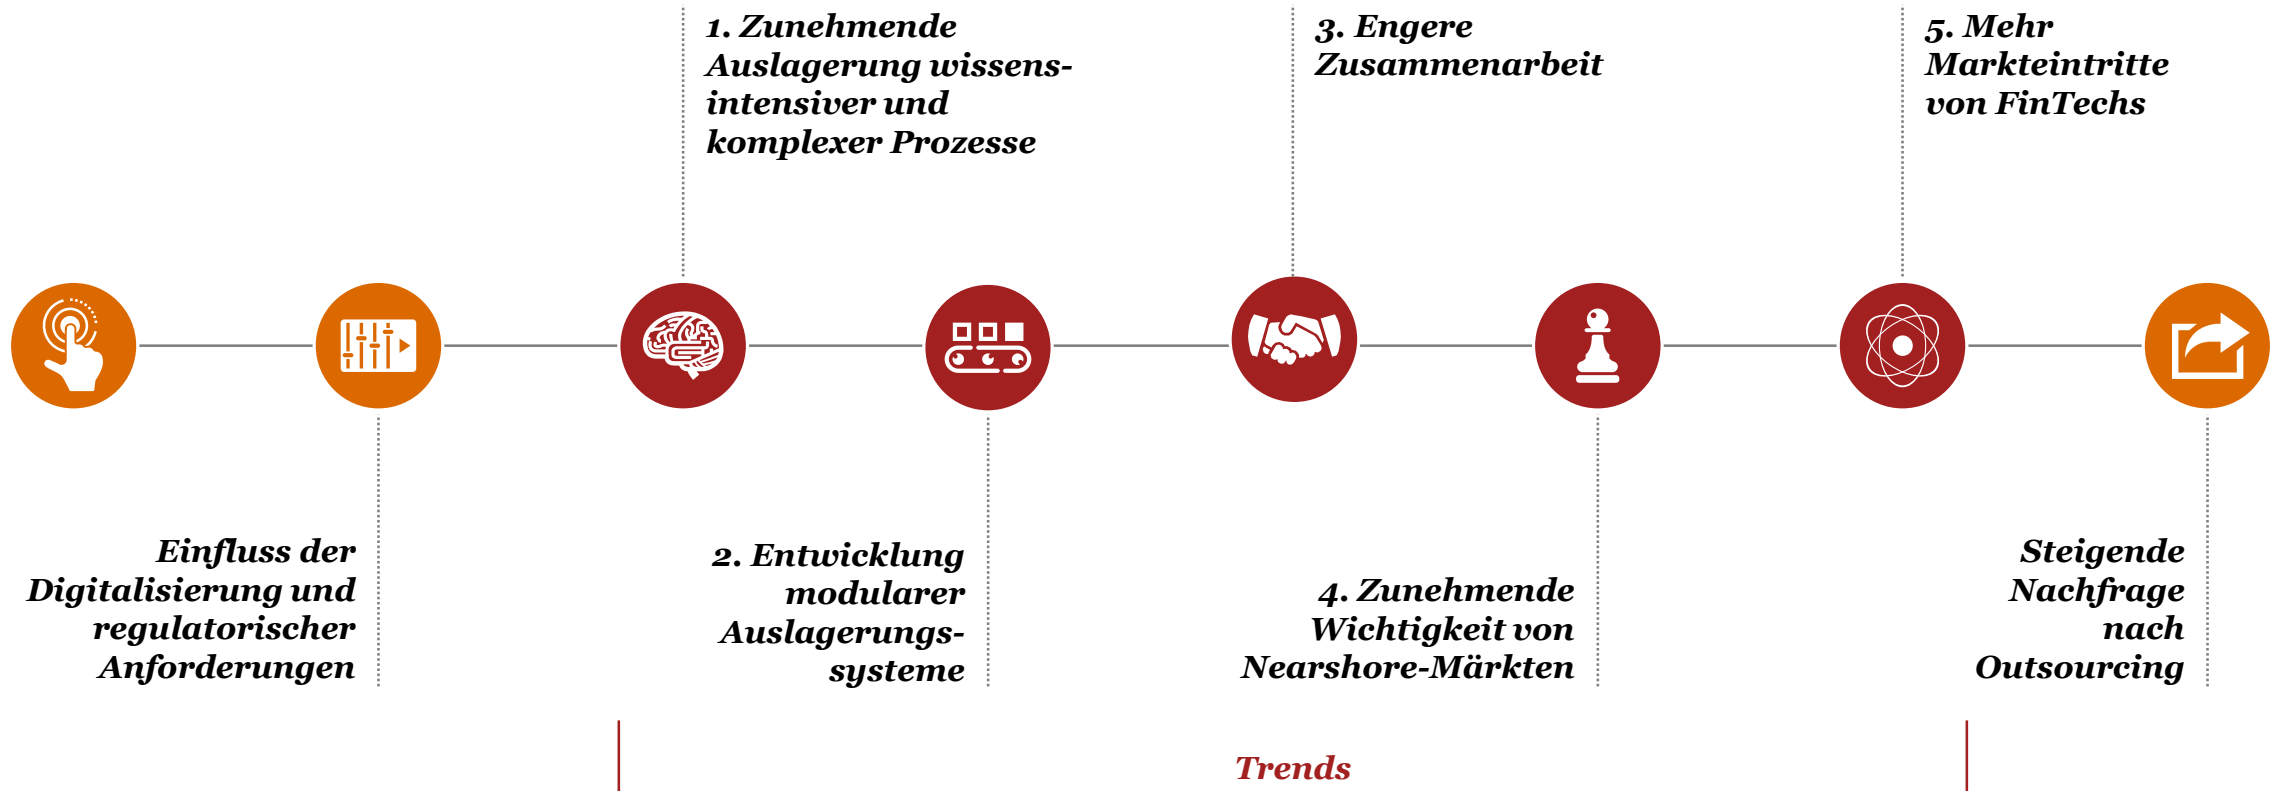 1. Zunehmende
Auslagerung wissens-
intensiver und
komplexer Prozesse
3. Engere
Zusammenarbeit
5. Mehr
Markteintritte
von FinTechs
Einfluss der
Digitalisierung und
regulatorischer
Anforderungen
2. Entwicklung
modularer
Auslagerungs-
systeme
4. Zunehmende
Wichtigkeit von
Nearshore-Märkten
Steigende
Nachfrage
nach
Outsourcing
Trends